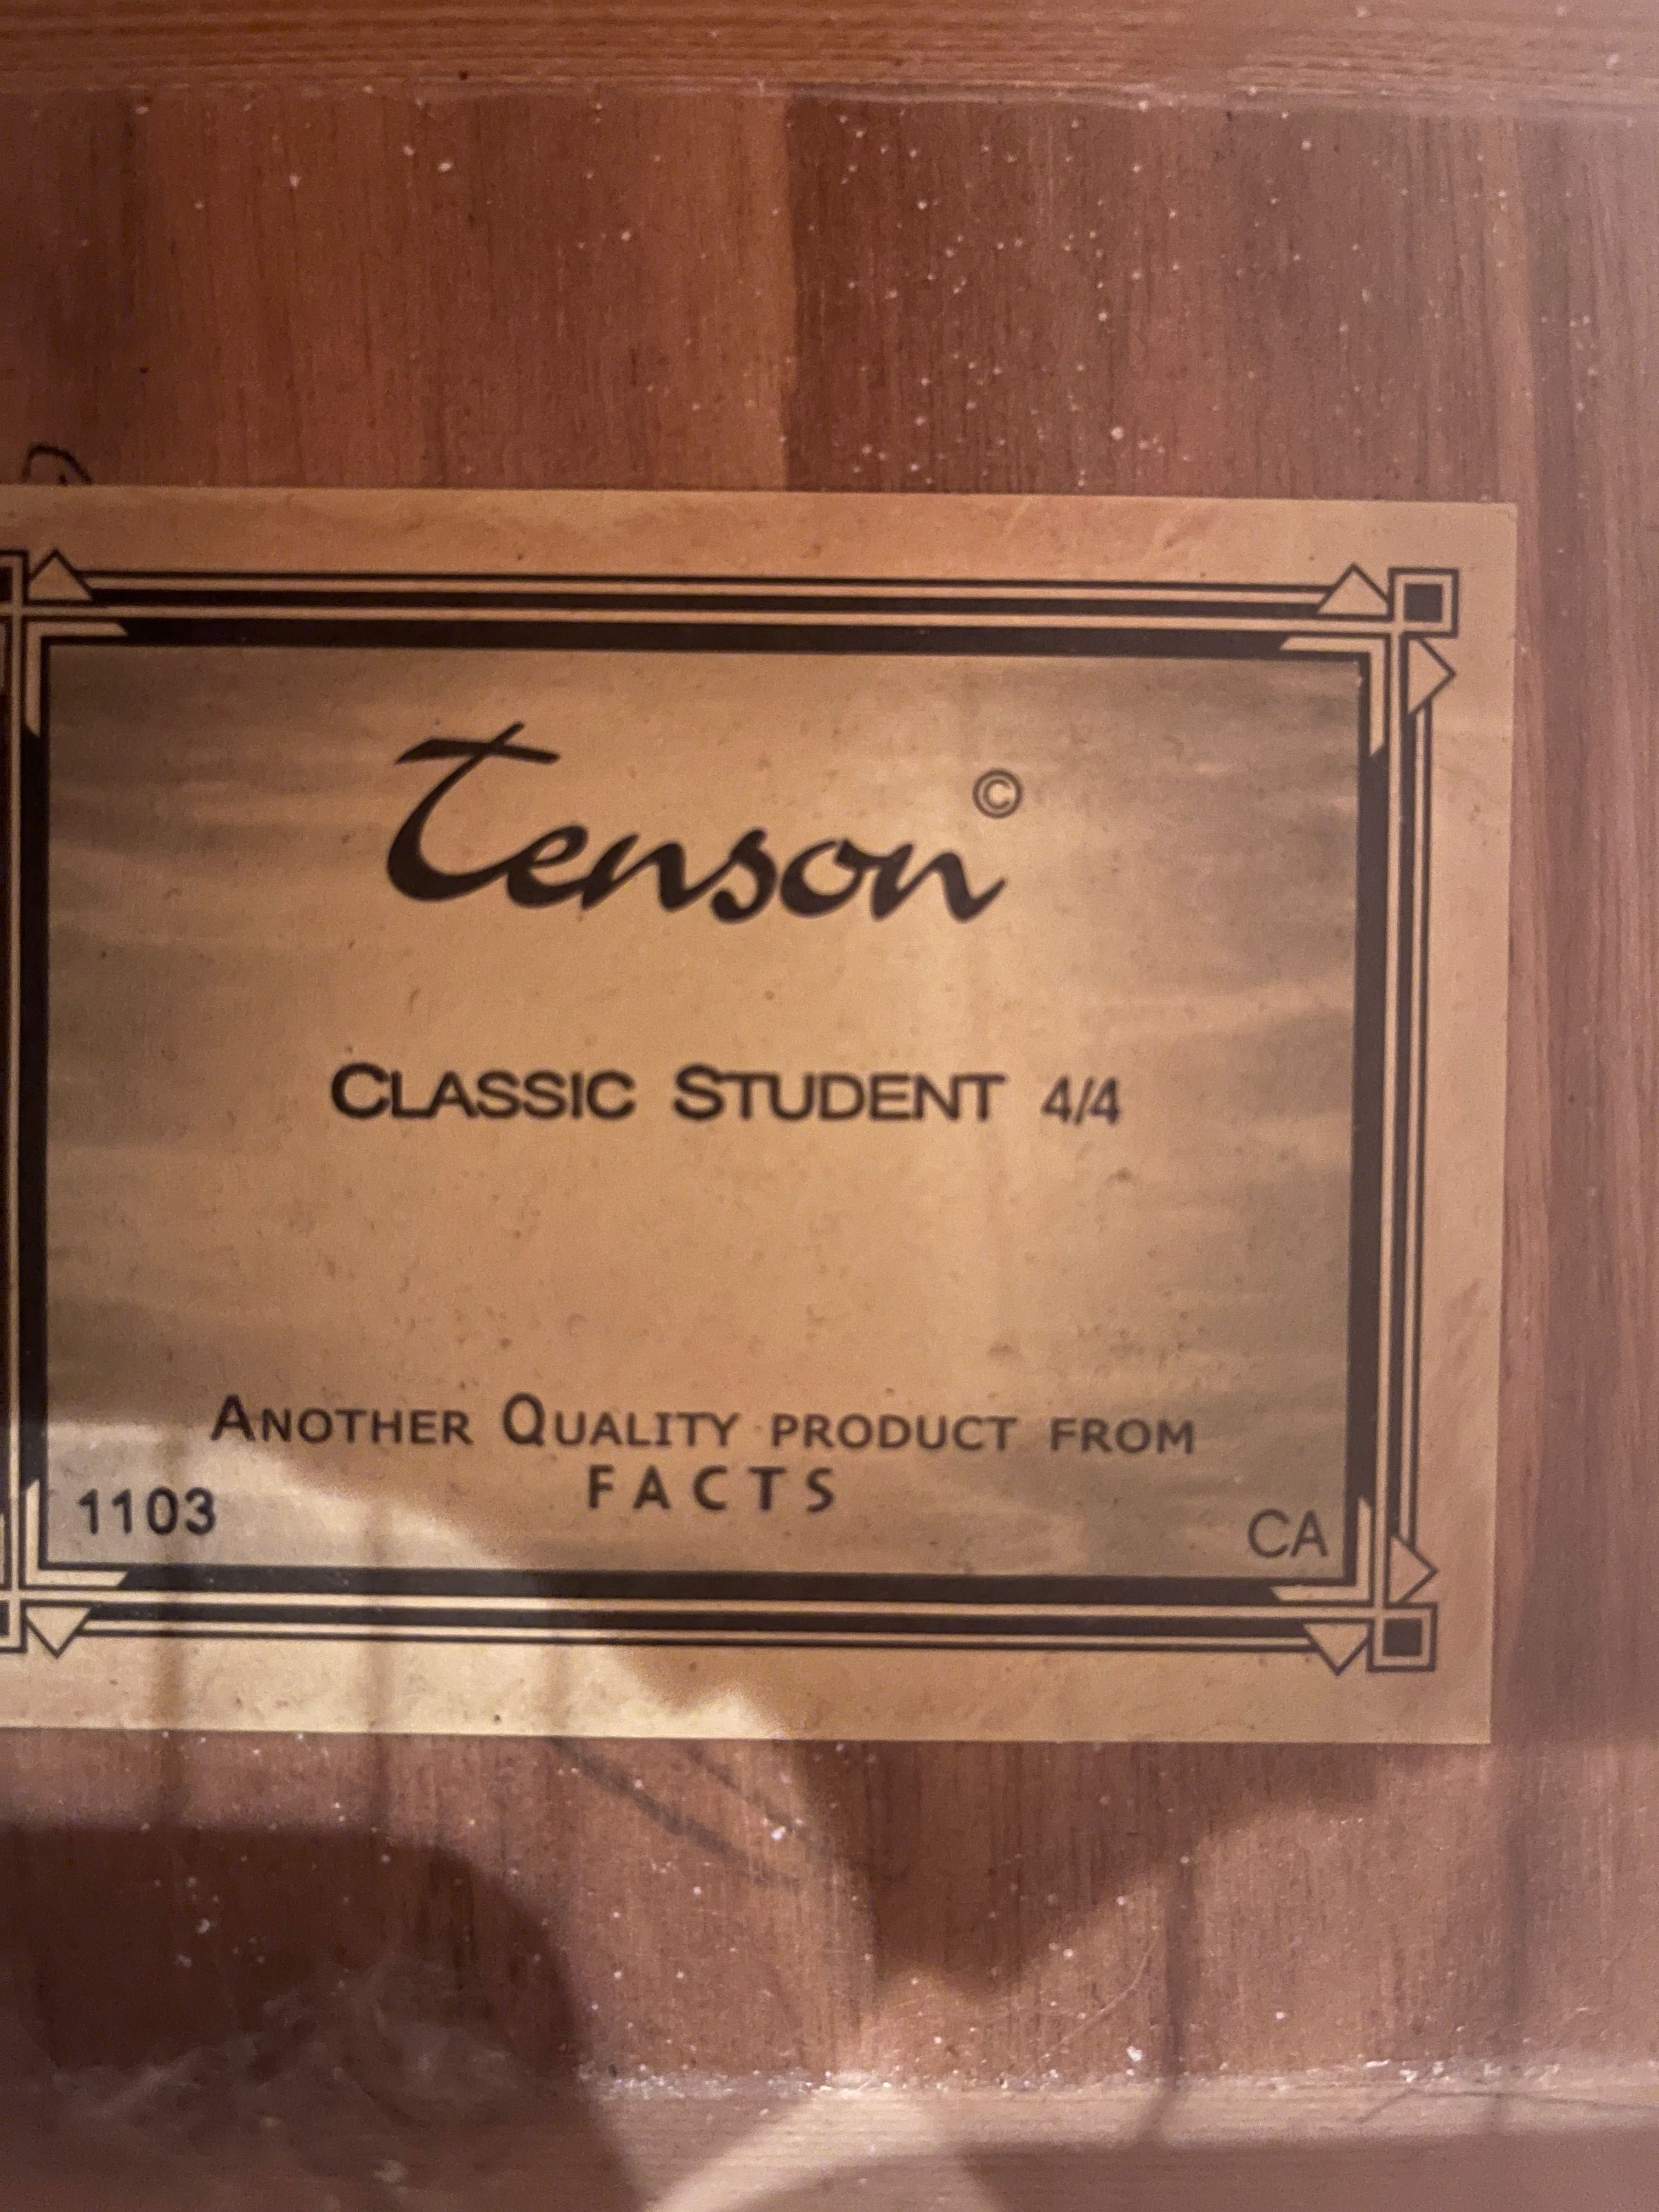 Tenson©
CLASSIC STUDENT 4/4
ANOTHER QUALITY PRODUCT FROM
FACTS
1103
CA